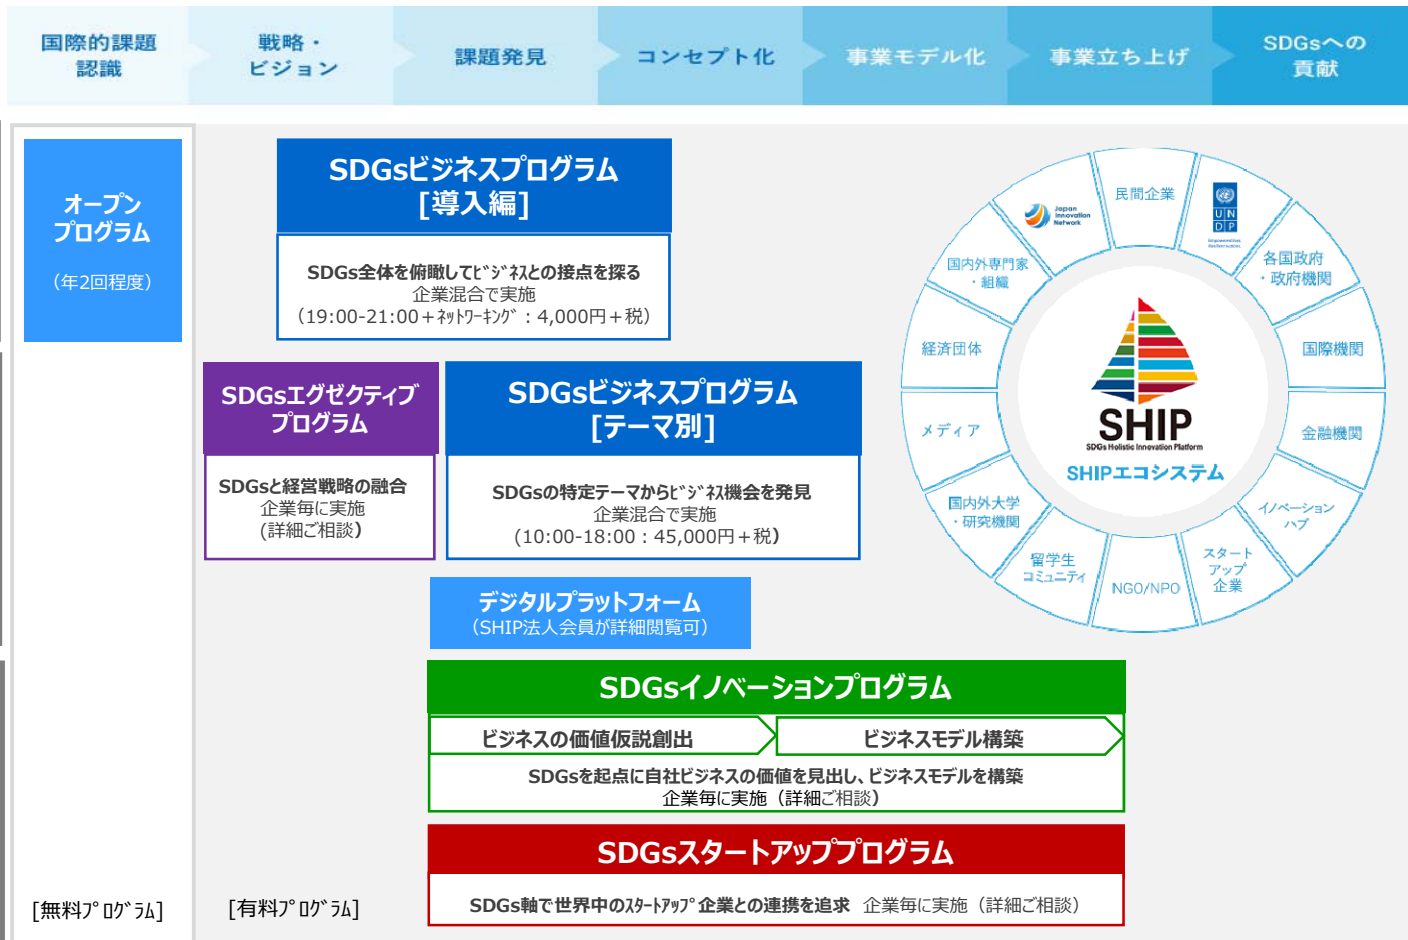 国際的課題
認識
戦略・
ビジョン
課題発見
コンセプト化
事業モデル化
事業立ち上げ
SDGsへの
貢献
オープン
プログラム
（年2回程度）
SDGsビジネスプログラム
[導入編]
SDGs全体を俯瞰してﾋﾞｼﾞﾈｽとの接点を探る
企業混合で実施
（19:00-21:00＋ﾈｯﾄﾜｰｷﾝｸﾞ：4,000円＋税）
SDGsエグゼクティブ
プログラム
SDGsと経営戦略の融合
企業毎に実施
(詳細ご相談)
SDGsビジネスプログラム
[テーマ別]
SDGsの特定テーマからﾋﾞｼﾞﾈｽ機会を発見
企業混合で実施
(10:00-18:00：45,000円＋税)
デジタルプラットフォーム
（SHIP法人会員が詳細閲覧可）
SDGsイノベーションプログラム
ビジネスの価値仮説創出
ビジネスモデル構築
SDGsを起点に自社ビジネスの価値を見出し、ビジネスモデルを構築
企業毎に実施（詳細ご相談)
SDGsスタートアッププログラム
SDGs軸で世界中のｽﾀｰﾄｱｯﾌﾟ企業との連携を追求 企業毎に実施（詳細ご相談）
[無料ﾌﾟﾛｸﾞﾗﾑ]
[有料ﾌﾟﾛｸﾞﾗﾑ]
民間企業
UN
DP
各国政府
・政府機関
国際機関
金融機関
イノベーション
ハブ
スタート
アップ
企業
NGO/NPO
留学生
コミュニティ
国内外大学
・研究機関
メディア
経済団体
国内外専門家
・組織
Japan
Innovation
Network
SHIP
SDGs Holistic Innovation Platform
SHIPエコシステム